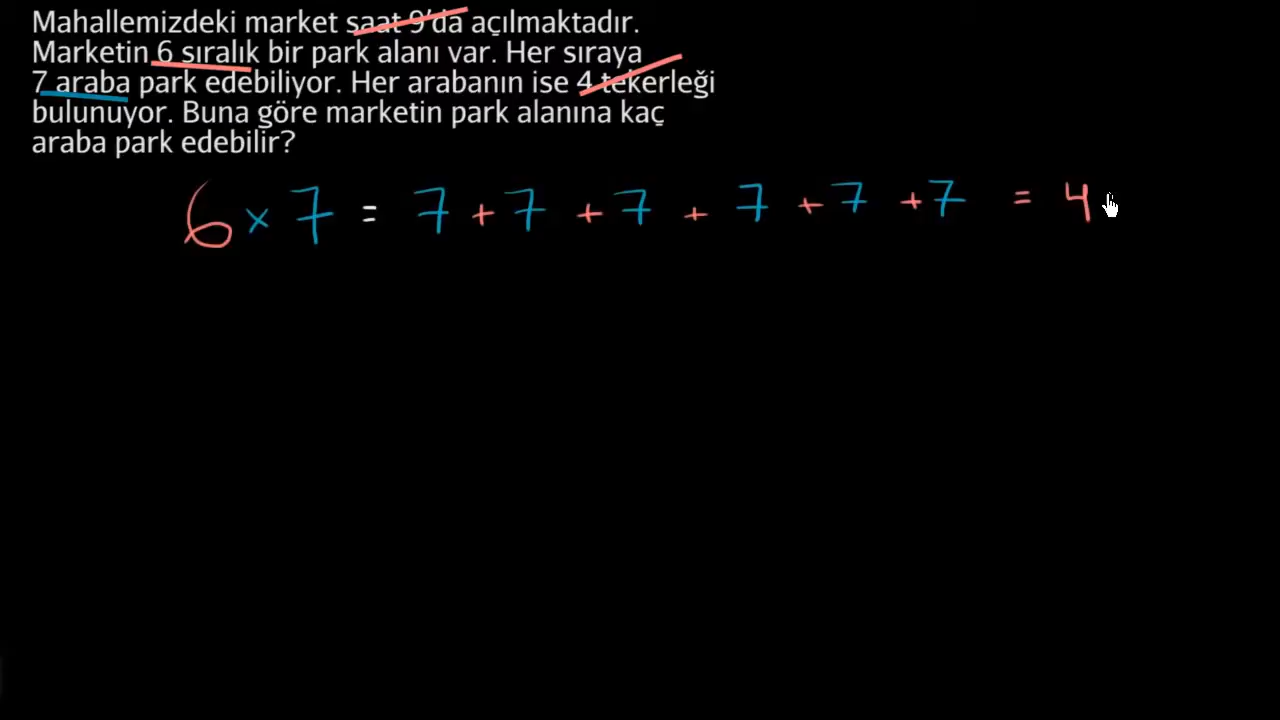 Mahallemizdeki market saat 9'da açılmaktadır.
Marketin 6 sıralık bir park alanı var. Her sıraya
7 araba park edebiliyor. Her arabanın ise 4 tekerleği
bulunuyor. Buna göre marketin park alanına kaç
araba park edebilir?
6 × 7 = 7 + 7 + 7 + 7 + 7 + 7 = 4